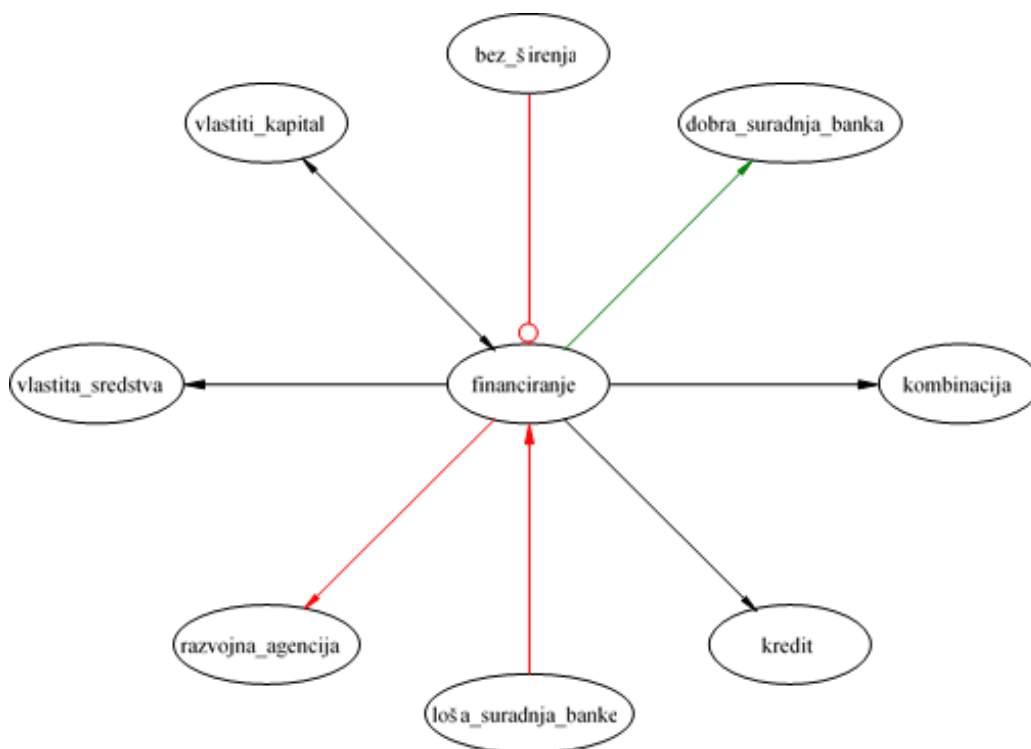 bez_širenja
vlastiti_kapital
dobra_suradnja_banka
vlastita_sredstva
financiranje
kombinacija
razvojna_agencija
kredit
loša_suradnja_banke